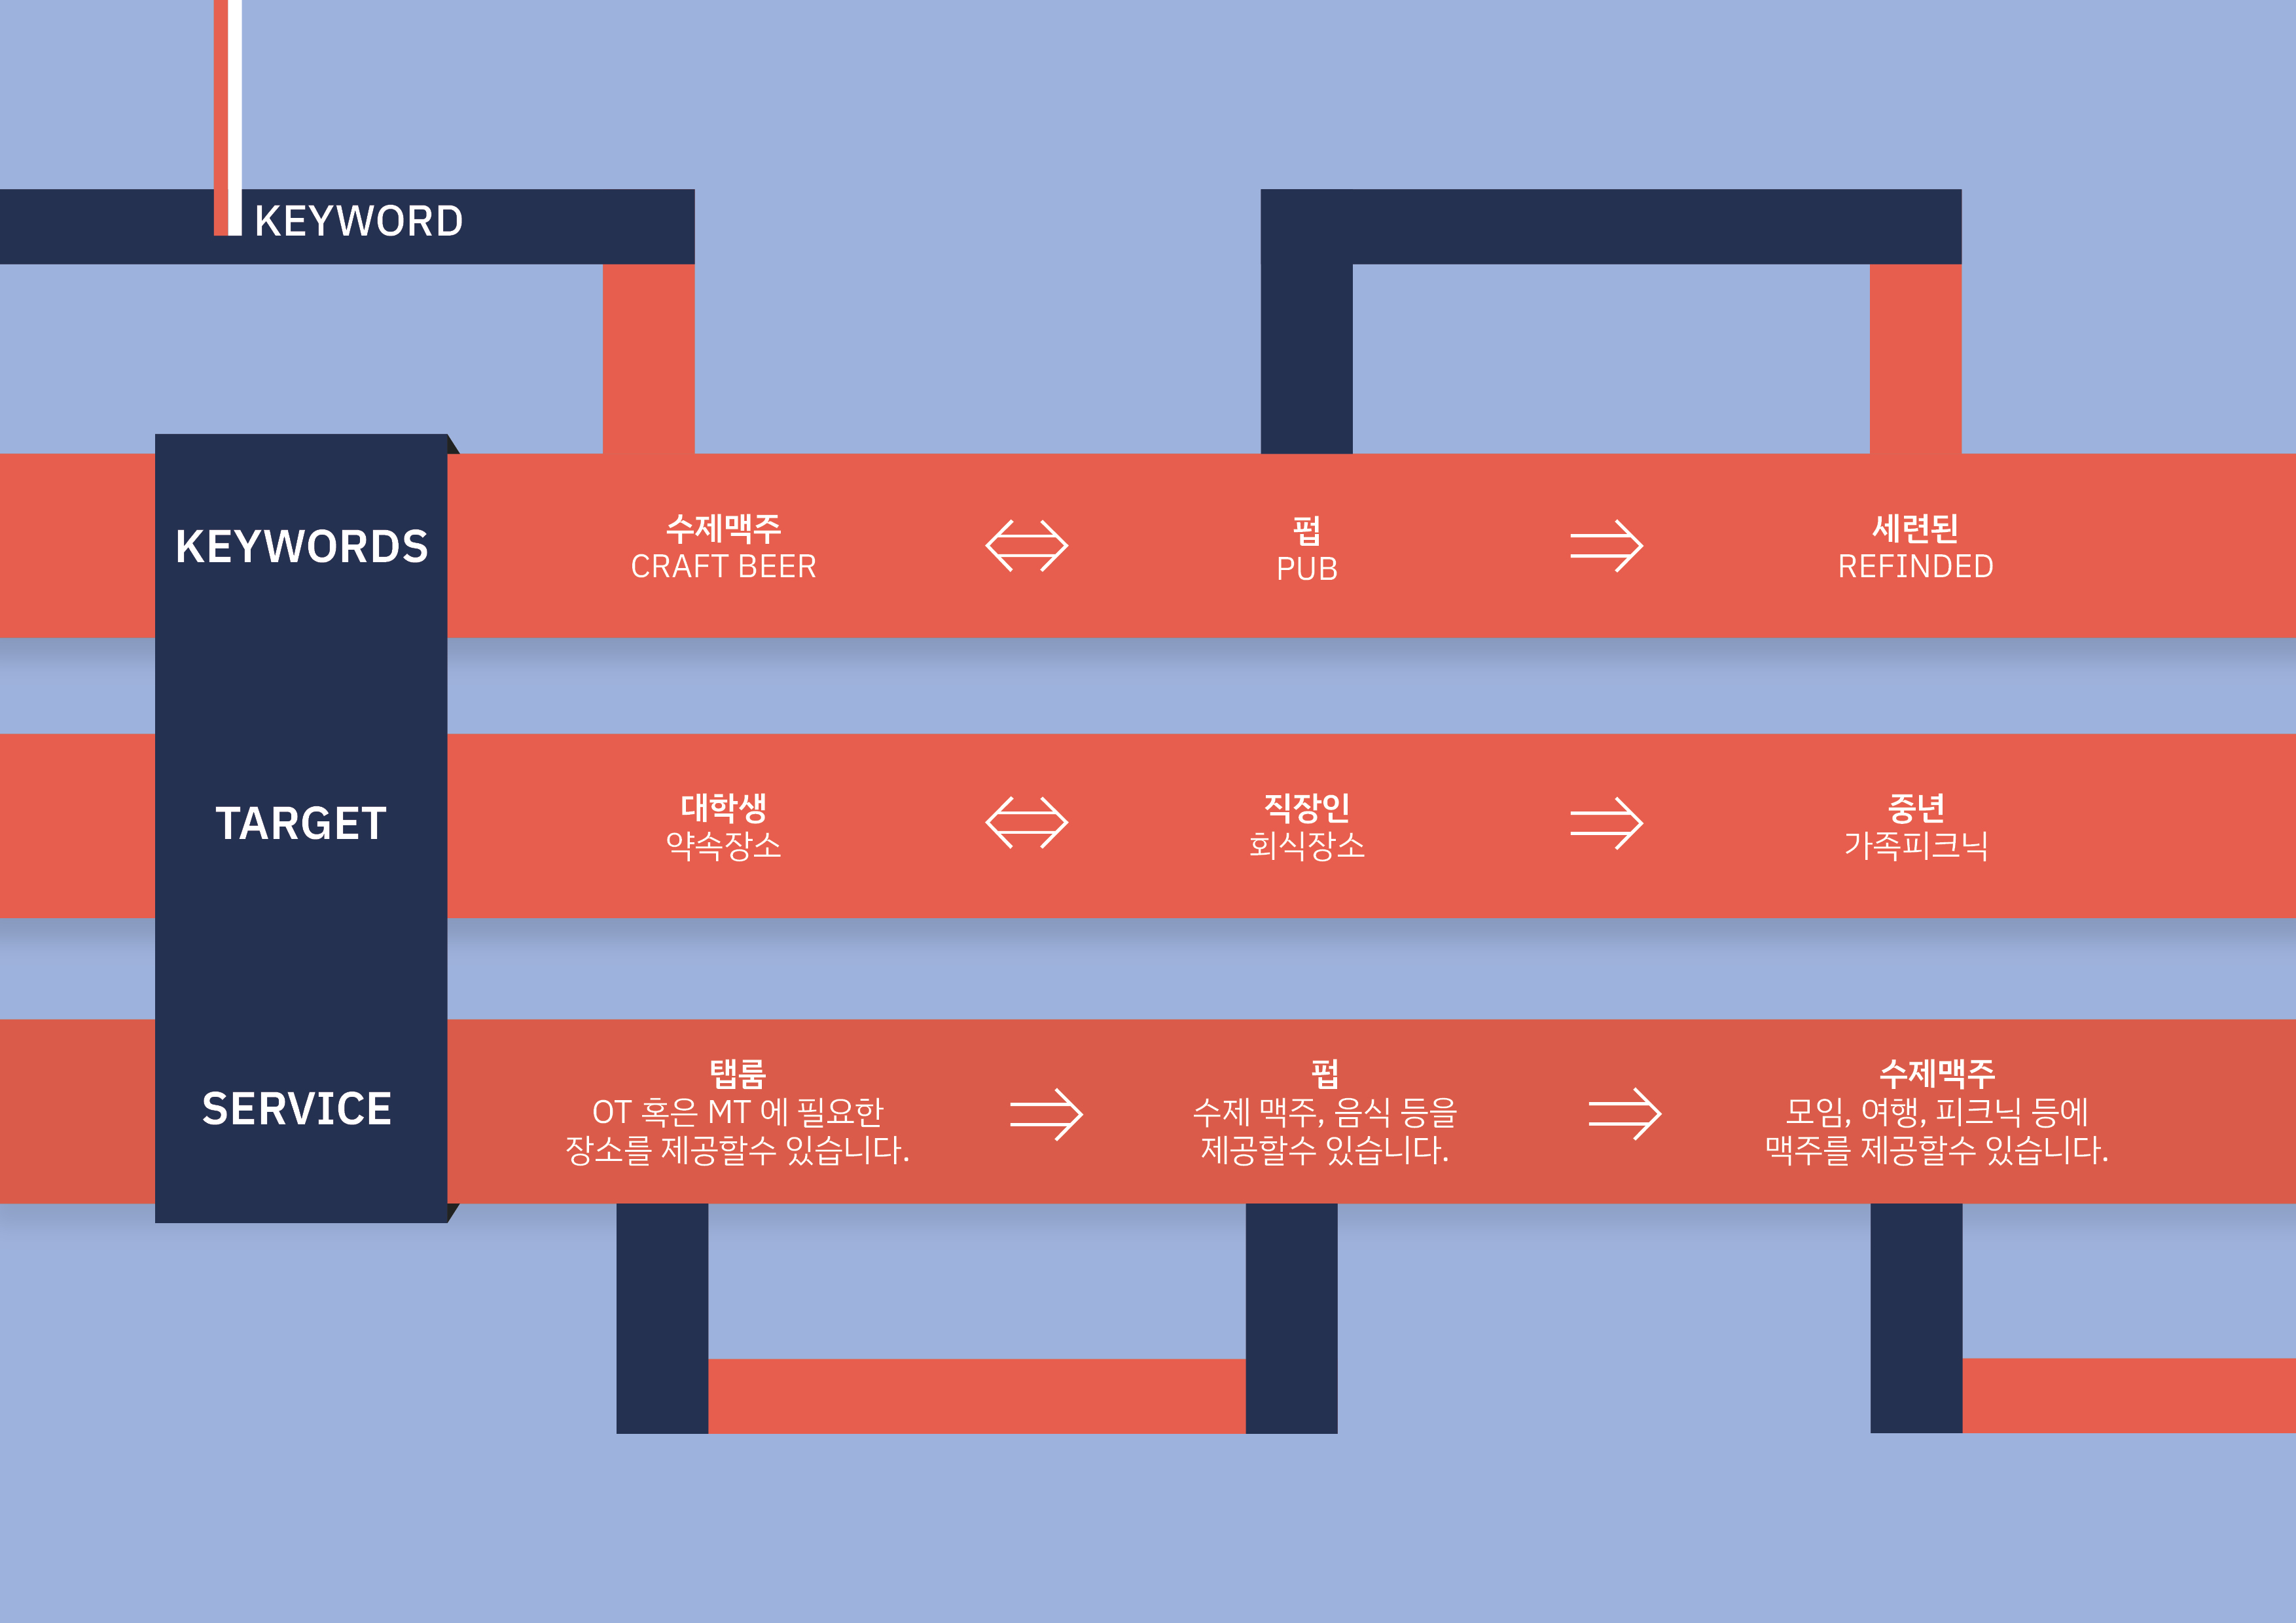 KEYWORD
KEYWORDS
수제맥주
CRAFT BEER
펍
PUB
세련된
REFINDED
TARGET
대학생
약속장소
직장인
회식장소
중년
가족피크닉
SERVICE
탭룸
OT 혹은 MT 에 필요한
장소를 제공할수 있습니다.
펍
수제 맥주, 음식 등을
제공할수 있습니다.
수제맥주
모임, 여행, 피크닉 등에
맥주를 제공할수 있습니다.